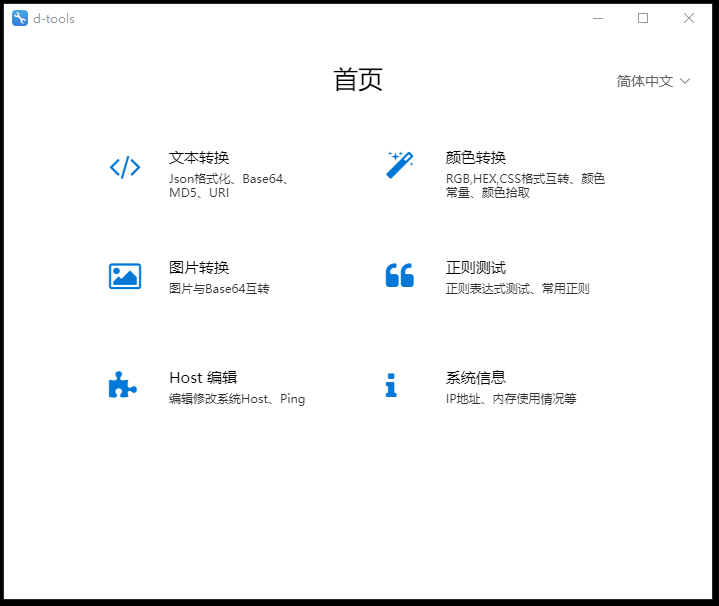 d-tools
首页
简体中文
文本转换
Json格式化、Base64、
MD5、URI
颜色转换
RGB,HEX,CSS格式互转、颜色
常量、颜色拾取
图片转换
图片与Base64互转
正则测试
正则表达式测试、常用正则
Host 编辑
编辑修改系统Host、Ping
系统信息
IP地址、内存使用情况等